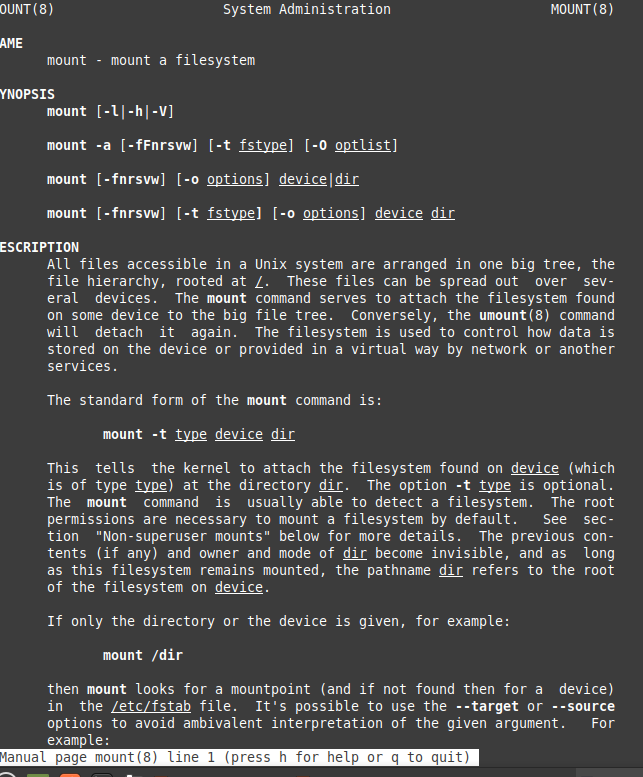 OUNT(8) System Administration MOUNT(8)
AME
mount - mount a filesystem
YNOPSIS
mount [-l|-h|-V]
mount -a [-fFnrsvw] [-t fstype] [-O optlist]
mount [-fnrsvw] [-o options] device|dir
mount [-fnrsvw] [-t fstype] [-o options] device dir
ESCRIPTION
All files accessible in a Unix system are arranged in one big tree, the
file hierarchy, rooted at /. These files can be spread out over sev-
eral devices. The mount command serves to attach the filesystem found
on some device to the big file tree. Conversely, the umount(8) command
will detach it again. The filesystem is used to control how data is
stored on the device or provided in a virtual way by network or another
services.
The standard form of the mount command is:
mount -t type device dir
This tells the kernel to attach the filesystem found on device (which
is of type type) at the directory dir. The option -t type is optional.
The mount command is usually able to detect a filesystem. The root
permissions are necessary to mount a filesystem by default. See sec-
tion "Non-superuser mounts" below for more details. The previous con-
tents (if any) and owner and mode of dir become invisible, and as long
as this filesystem remains mounted, the pathname dir refers to the root
of the filesystem on device.
If only the directory or the device is given, for example:
mount /dir
then mount looks for a mountpoint (and if not found then for a device)
in the /etc/fstab file. It's possible to use the --target or --source
options to avoid ambivalent interpretation of the given argument. For
example:
Manual page mount(8) line 1 (press h for help or q to quit)